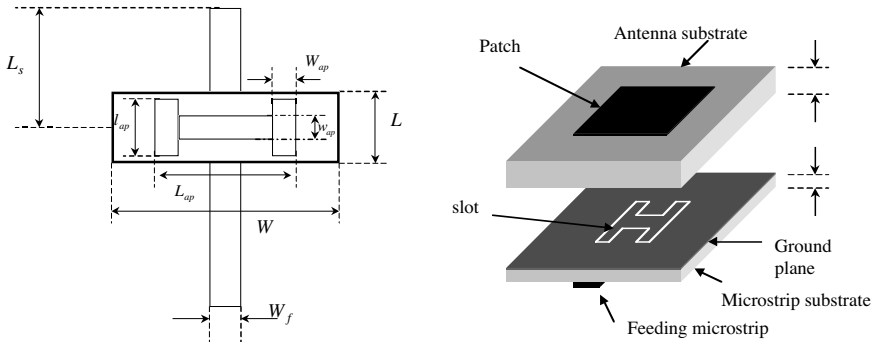 L_s
W_ap
l_ap
w_ap
L
L_ap
W
W_f
Antenna substrate
Patch
slot
Ground
plane
Microstrip substrate
Feeding microstrip